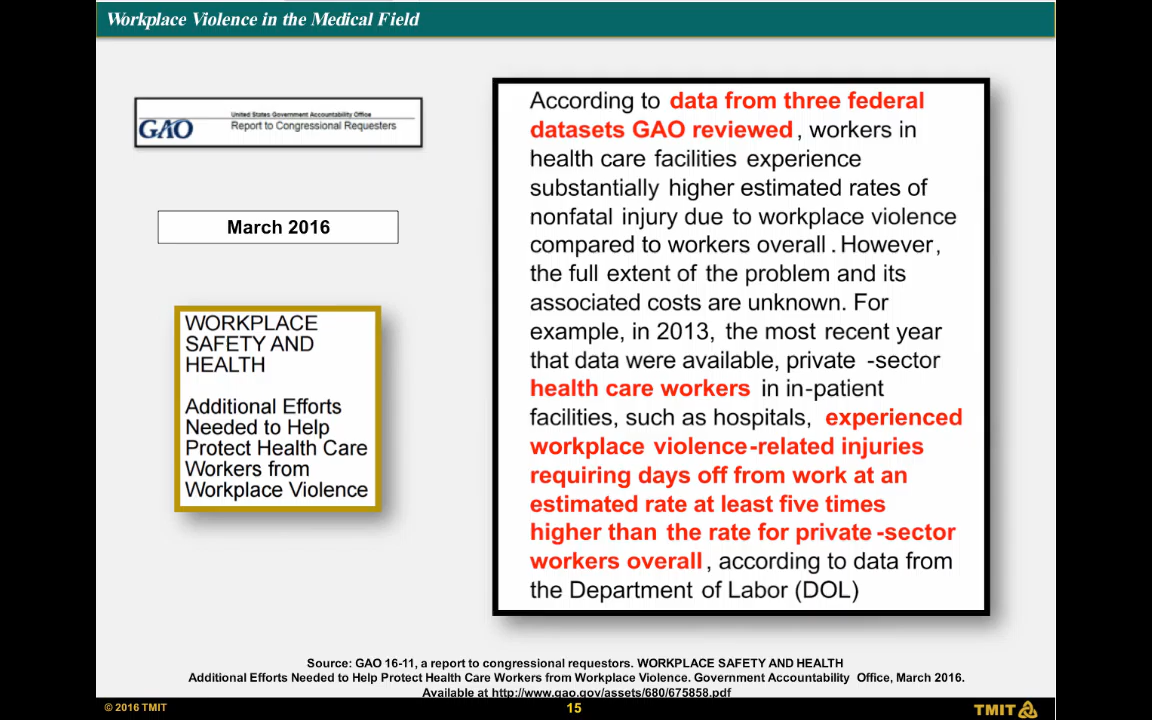 Workplace Violence in the Medical Field
GAO
United States Government Accountability Office
Report to Congressional Requesters
March 2016
WORKPLACE
SAFETY AND
HEALTH
Additional Efforts
Needed to Help
Protect Health Care
Workers from
Workplace Violence
According to data from three federal
datasets GAO reviewed, workers in
health care facilities experience
substantially higher estimated rates of
nonfatal injury due to workplace violence
compared to workers overall . However,
the full extent of the problem and its
associated costs are unknown. For
example, in 2013, the most recent year
that data were available, private -sector
health care workers in in-patient
facilities, such as hospitals, experienced
workplace violence-related injuries
requiring days off from work at an
estimated rate at least five times
higher than the rate for private -sector
workers overall, according to data from
the Department of Labor (DOL)
Source: GAO 16-11, a report to congressional requestors. WORKPLACE SAFETY AND HEALTH
Additional Efforts Needed to Help Protect Health Care Workers from Workplace Violence. Government Accountability Office, March 2016.
Available at http://www.gao.gov/assets/680/675858.pdf
© 2016 TMIT
15
TMIT